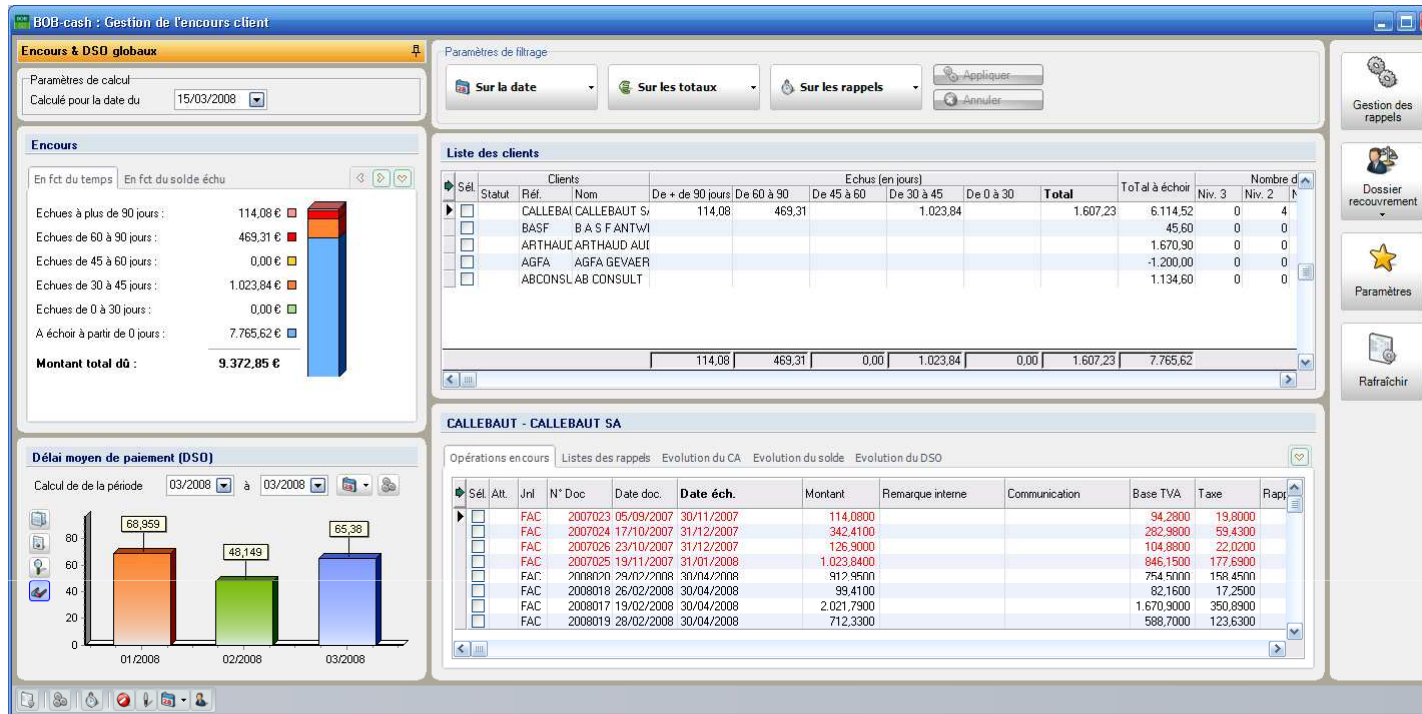 BOB-cash : Gestion de l'encours client
Encours & DSO globaux
Paramètres de calcul
Calculé pour la date du 15/03/2008
Encours
En fct du temps En fct du solde échu
Echues à plus de 90 jours : 114,08 €
Echues de 60 à 90 jours : 469,31 €
Echues de 45 à 60 jours : 0,00 €
Echues de 30 à 45 jours : 1.023,84 €
Echues de 0 à 30 jours : 0,00 €
A échoir à partir de 0 jours : 7.765,62 €
Montant total dû : 9.372,85 €
Délai moyen de paiement (DSO)
Calcul de de la période 03/2008 à 03/2008
68,959
48,149
65,38
80
60
40
20
0
01/2008 02/2008 03/2008
Paramètres de filtrage
Sur la date Sur les totaux Sur les rappels
Appliquer
Annuler
Liste des clients
Clients Echus (en jours) Nombre d
Sél. Statut Réf. Nom De + de 90 jours De 60 à 90 De 45 à 60 De 30 à 45 De 0 à 30 Total ToTal à échoir Niv. 3 Niv. 2 N
CALLEBAU CALLEBAUT SA 114,08 469,31 1.023,84 1.607,23 6.114,52 0 4
BASF B A S F ANTWI 45,60 0 0
ARTHAUD ARTHAUD AUD 1.670,90 0 0
AGFA AGFA GEVAER -1.200,00 0 0
ABCONSUL AB CONSULT 1.134,60 0 0
114,08 469,31 0,00 1.023,84 0,00 1.607,23 7.765,62
CALLEBAUT - CALLEBAUT SA
Opérations en cours Listes des rappels Evolution du CA Evolution du solde Evolution du DSO
Sél. Att. Jnl N° Doc Date doc. Date éch. Montant Remarque interne Communication Base TVA Taxe Rapp
FAC 2007023 05/09/2007 30/11/2007 114,0800 94,2800 19,8000
FAC 2007024 17/10/2007 31/12/2007 342,4100 282,9800 59,4300
FAC 2007026 23/10/2007 31/12/2007 126,9000 104,8800 22,0200
FAC 2007025 19/11/2007 31/01/2008 1.023,8400 846,1500 177,6900
FAC 2008020 29/02/2008 30/04/2008 912,9500 754,5000 158,4500
FAC 2008018 26/02/2008 30/04/2008 99,4100 82,1600 17,2500
FAC 2008017 19/02/2008 30/04/2008 2.021,7900 1.670,9000 350,8900
FAC 2008019 28/02/2008 30/04/2008 712,3300 588,7000 123,6300
Gestion des
rappels
Dossier
recouvrement
Paramètres
Rafraîchir